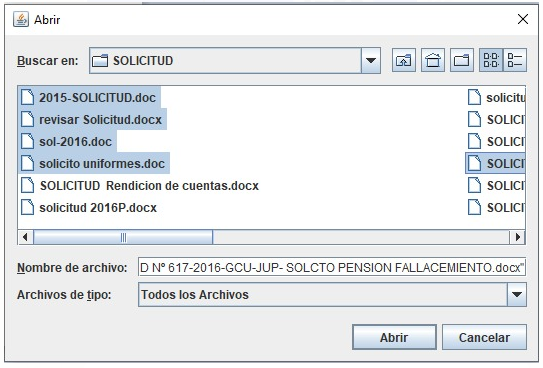 Abrir
Buscar en: SOLICITUD
2015-SOLICITUD.doc
revisar Solicitud.docx
sol-2016.doc
solicito uniformes.doc
SOLICITUD Rendicion de cuentas.docx
solicitud 2016P.docx
solicitu
SOLICI
SOLICI
SOLICI
SOLICI
SOLICI
Nombre de archivo: D Nº 617-2016-GCU-JUP- SOLCTO PENSION FALLACEMIENTO.docx"
Archivos de tipo: Todos los Archivos
Abrir Cancelar